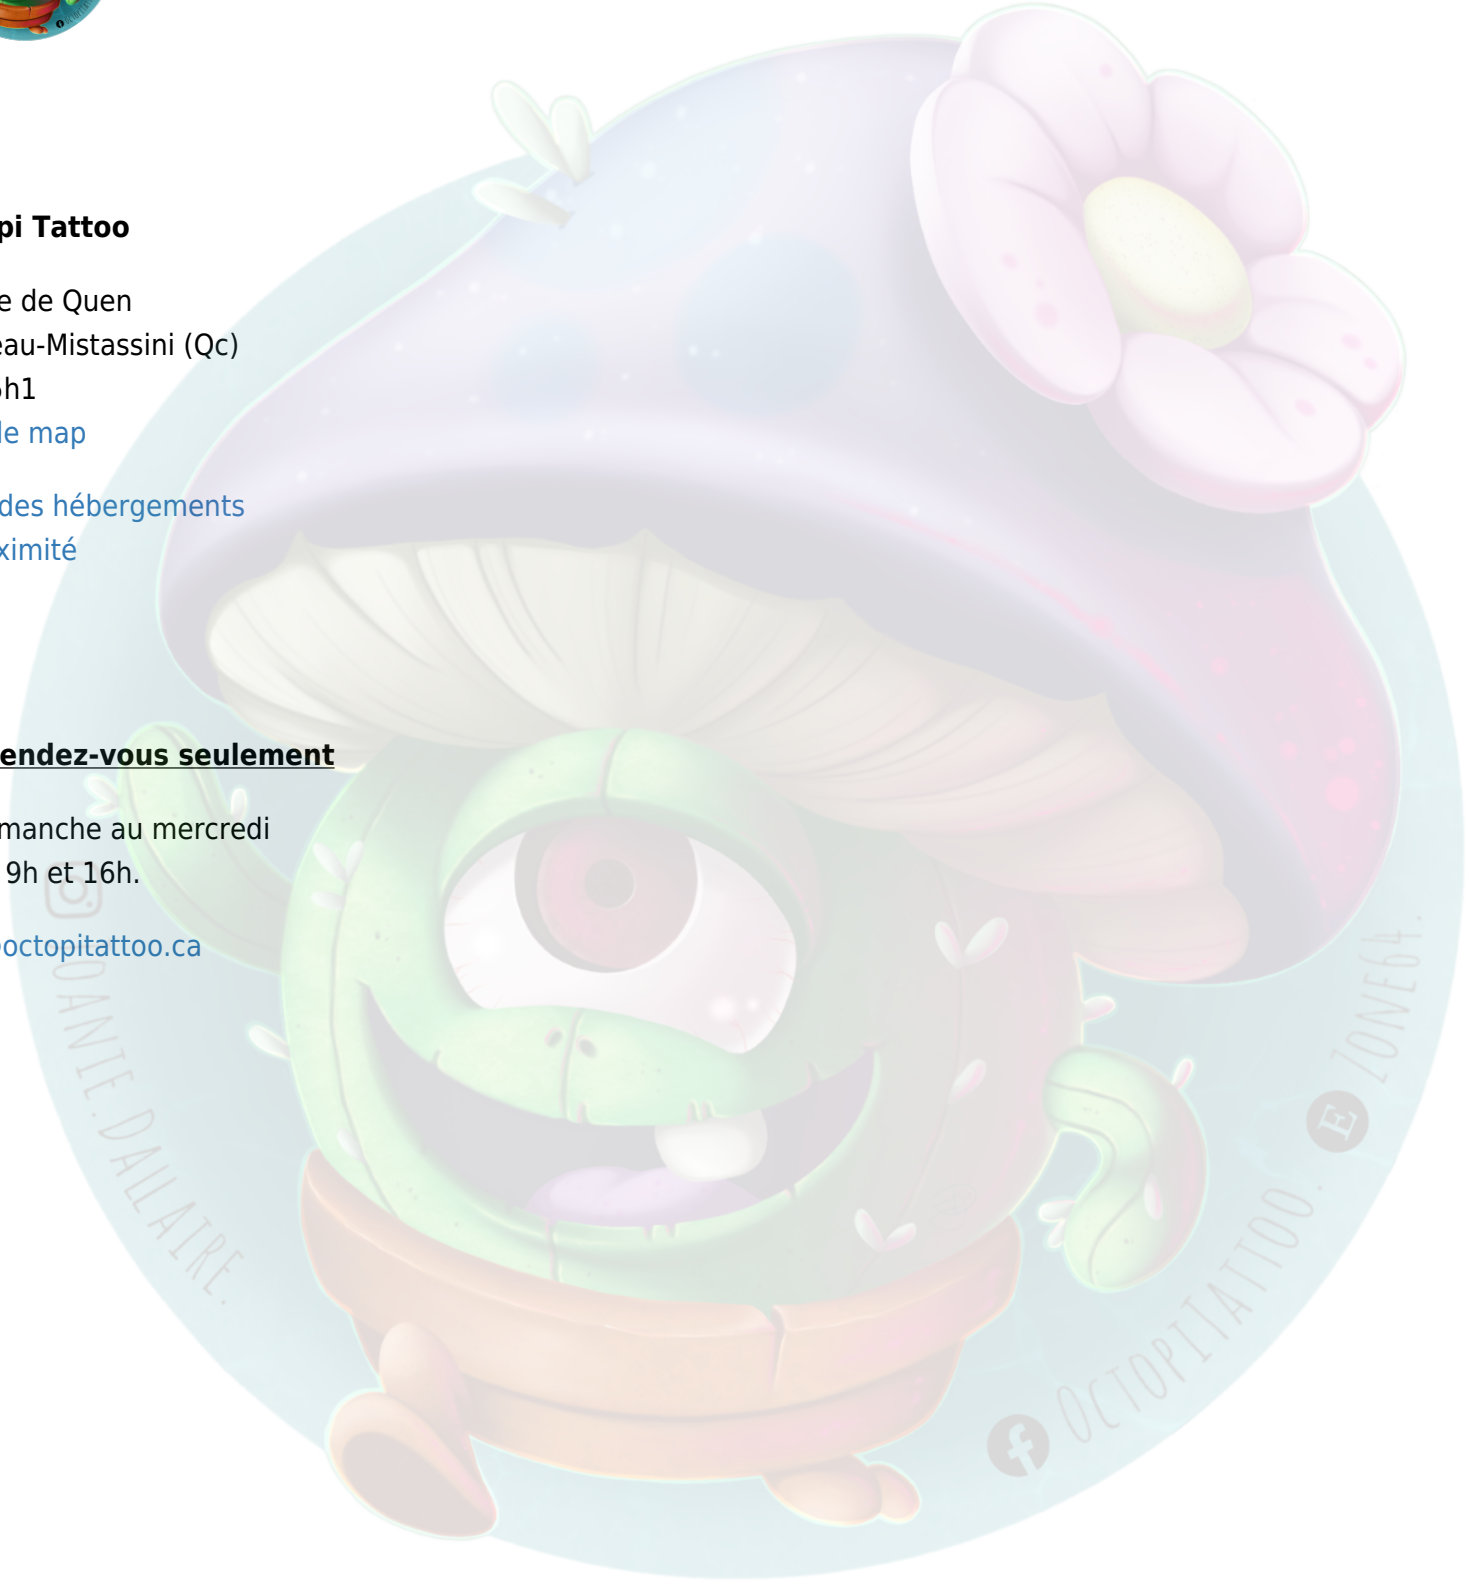 pi Tattoo
e de Quen
eau-Mistassini (Qc)
h1
le map
des hébergements
ximité
endez-vous seulement
manche au mercredi
9h et 16h.
octopitattoo.ca
OANIE.DALLAIRE.
OCTOPITATTOO.
E ZONE64.